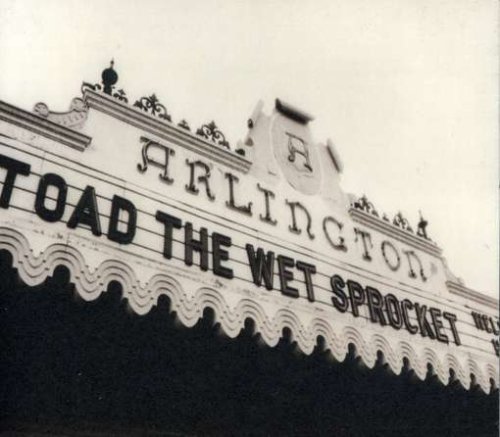 A
ARLINGTON
TOAD THE WET SPROCKET